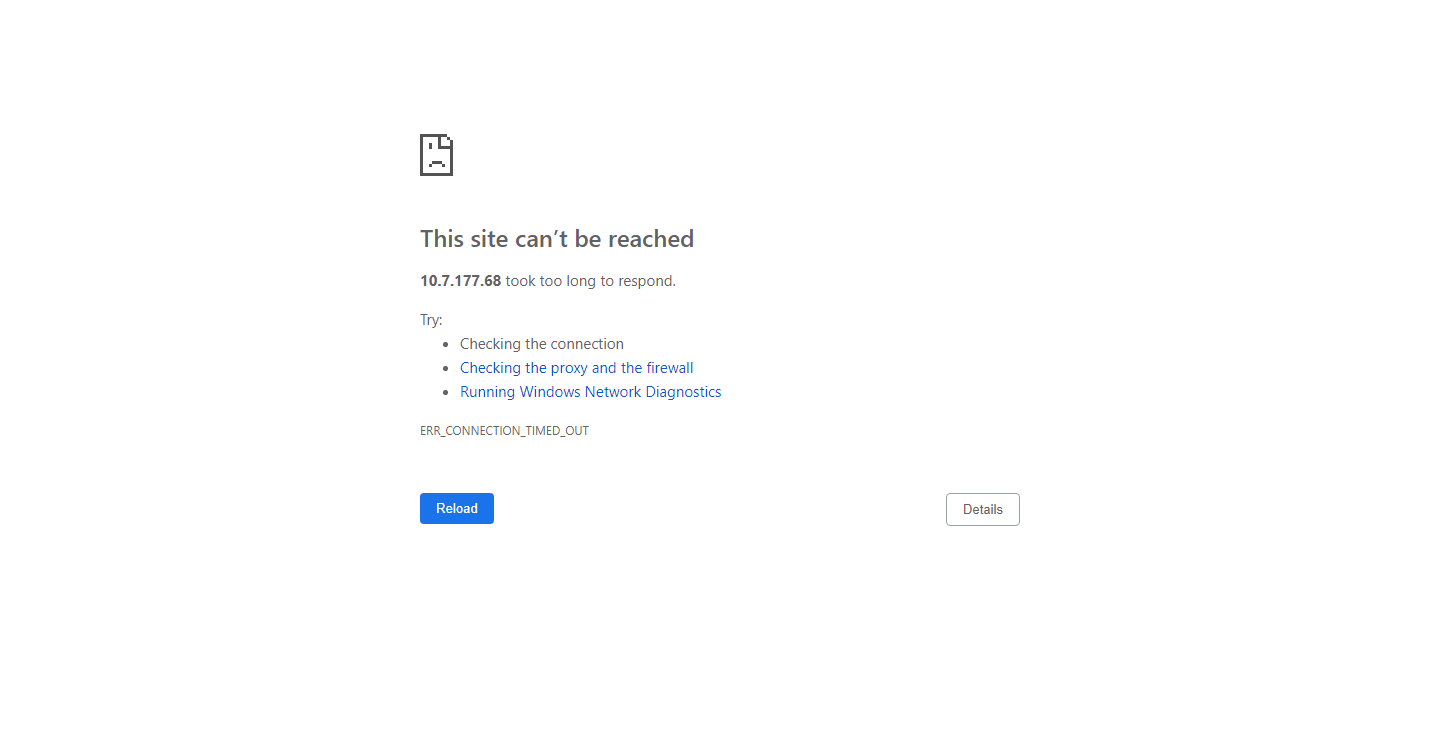 This site can’t be reached
10.7.177.68 took too long to respond.
Try:
Checking the connection
Checking the proxy and the firewall
Running Windows Network Diagnostics
ERR_CONNECTION_TIMED_OUT
Reload
Details